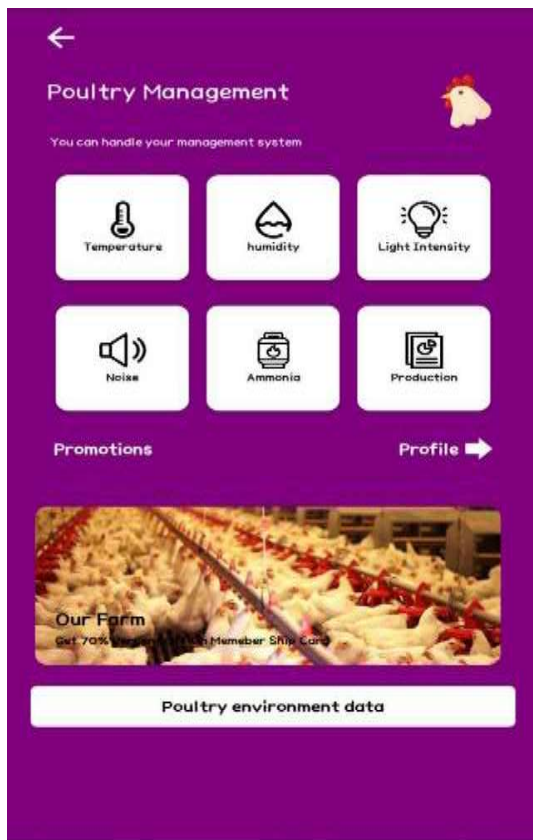 Poultry Management
You can handle your management system
Temperature
humidity
Light Intensity
Noise
Ammonia
Production
Promotions
Profile
Our Farm
Get 70% Memeber Ship Card
Poultry environment data